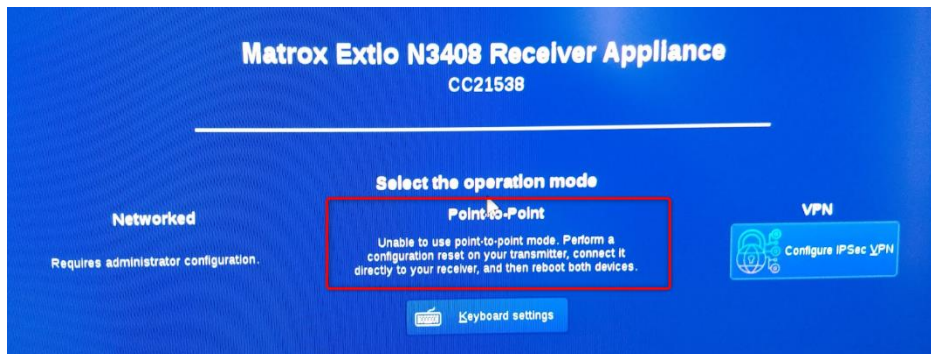 Matrox Extio N3408 Receiver Appliance
CC21538
Select the operation mode
Networked
Requires administrator configuration.
Point-to-Point
Unable to use point-to-point mode. Perform a
configuration reset on your transmitter, connect it
directly to your receiver, and then reboot both devices.
VPN
Configure IPSec VPN
Keyboard settings